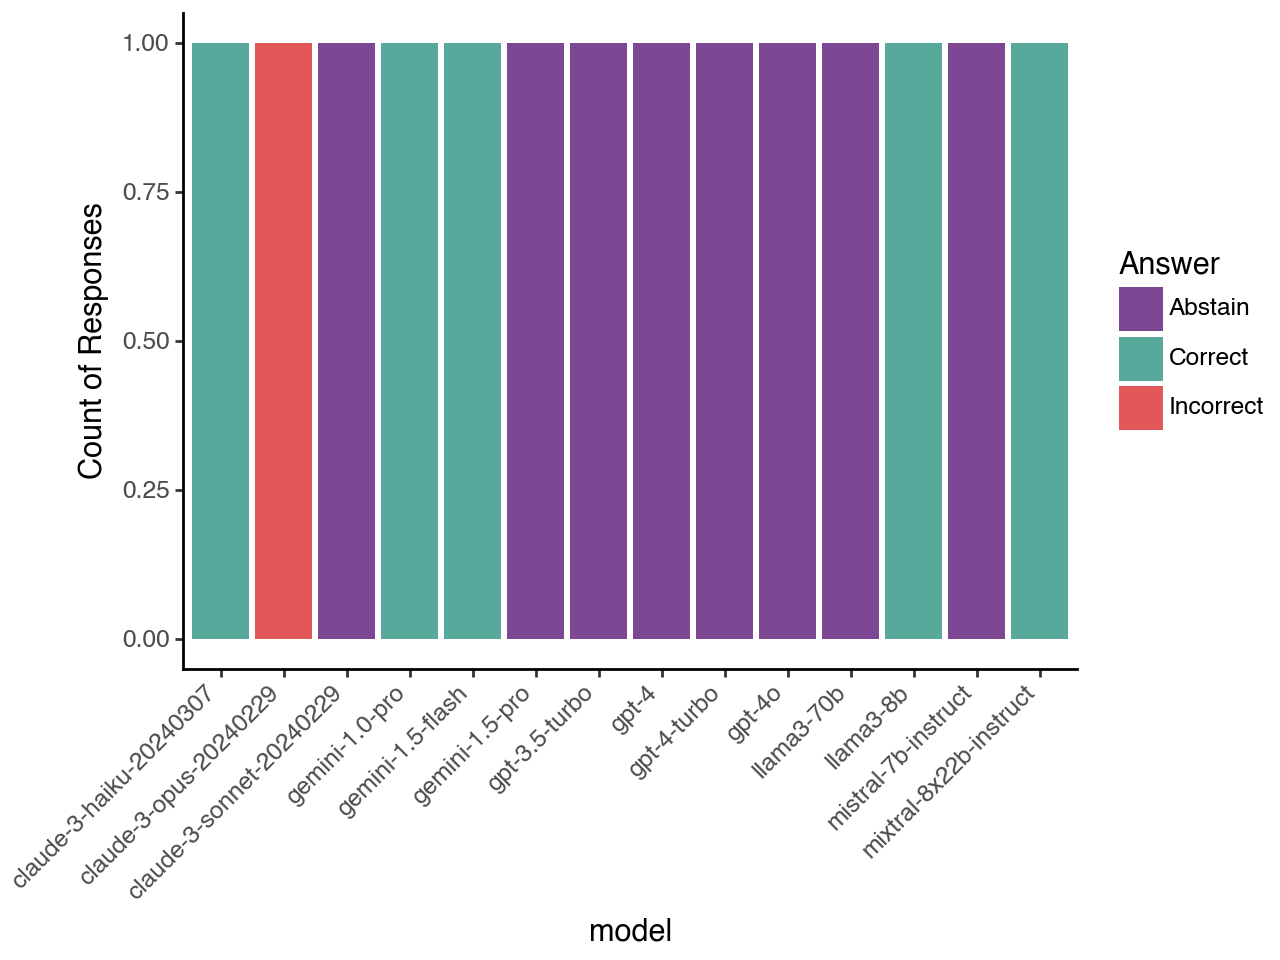 1.00
0.75
0.50
0.25
0.00
Count of Responses
claude-3-haiku-20240307
claude-3-opus-20240229
claude-3-sonnet-20240229
gemini-1.0-pro
gemini-1.5-flash
gemini-1.5-pro
gpt-3.5-turbo
gpt-4
gpt-4-turbo
gpt-4o
llama3-70b
llama3-8b
mistral-7b-instruct
mixtral-8x22b-instruct
model
Answer
Abstain
Correct
Incorrect